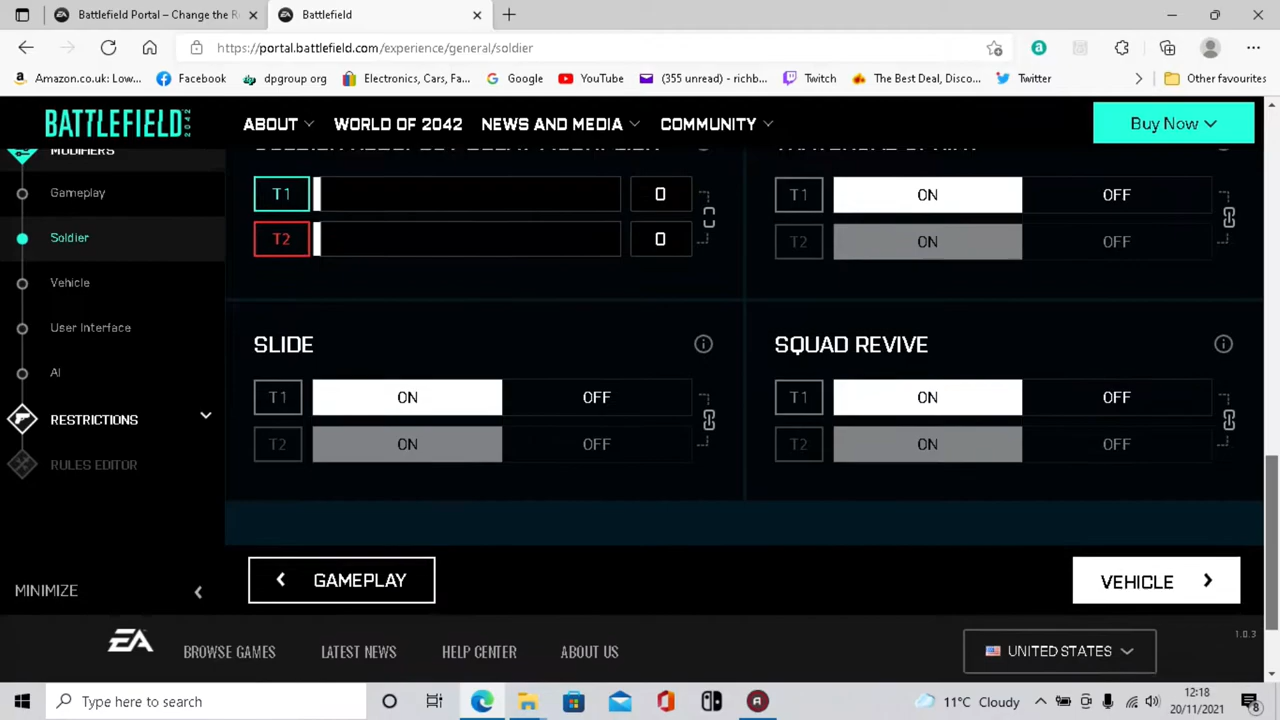 Battlefield Portal – Change the R
Battlefield
https://portal.battlefield.com/experience/general/soldier
Amazon.co.uk: Low...
Facebook
dpgroup org
Electronics, Cars, Fa...
Google
YouTube
(355 unread) - richb...
Twitch
The Best Deal, Disco...
Twitter
Other favourites
BATTLEFIELD 2042
ABOUT
WORLD OF 2042
NEWS AND MEDIA
COMMUNITY
Buy Now
MODIFIERS
Gameplay
Soldier
Vehicle
User Interface
AI
RESTRICTIONS
RULES EDITOR
MINIMIZE
T1 0
T2 0
T1 ON OFF
T2 ON OFF
SLIDE
T1 ON OFF
T2 ON OFF
SQUAD REVIVE
T1 ON OFF
T2 ON OFF
GAMEPLAY
VEHICLE
EA
BROWSE GAMES
LATEST NEWS
HELP CENTER
ABOUT US
UNITED STATES
1.0.3
Type here to search
11°C Cloudy
12:18
20/11/2021
8